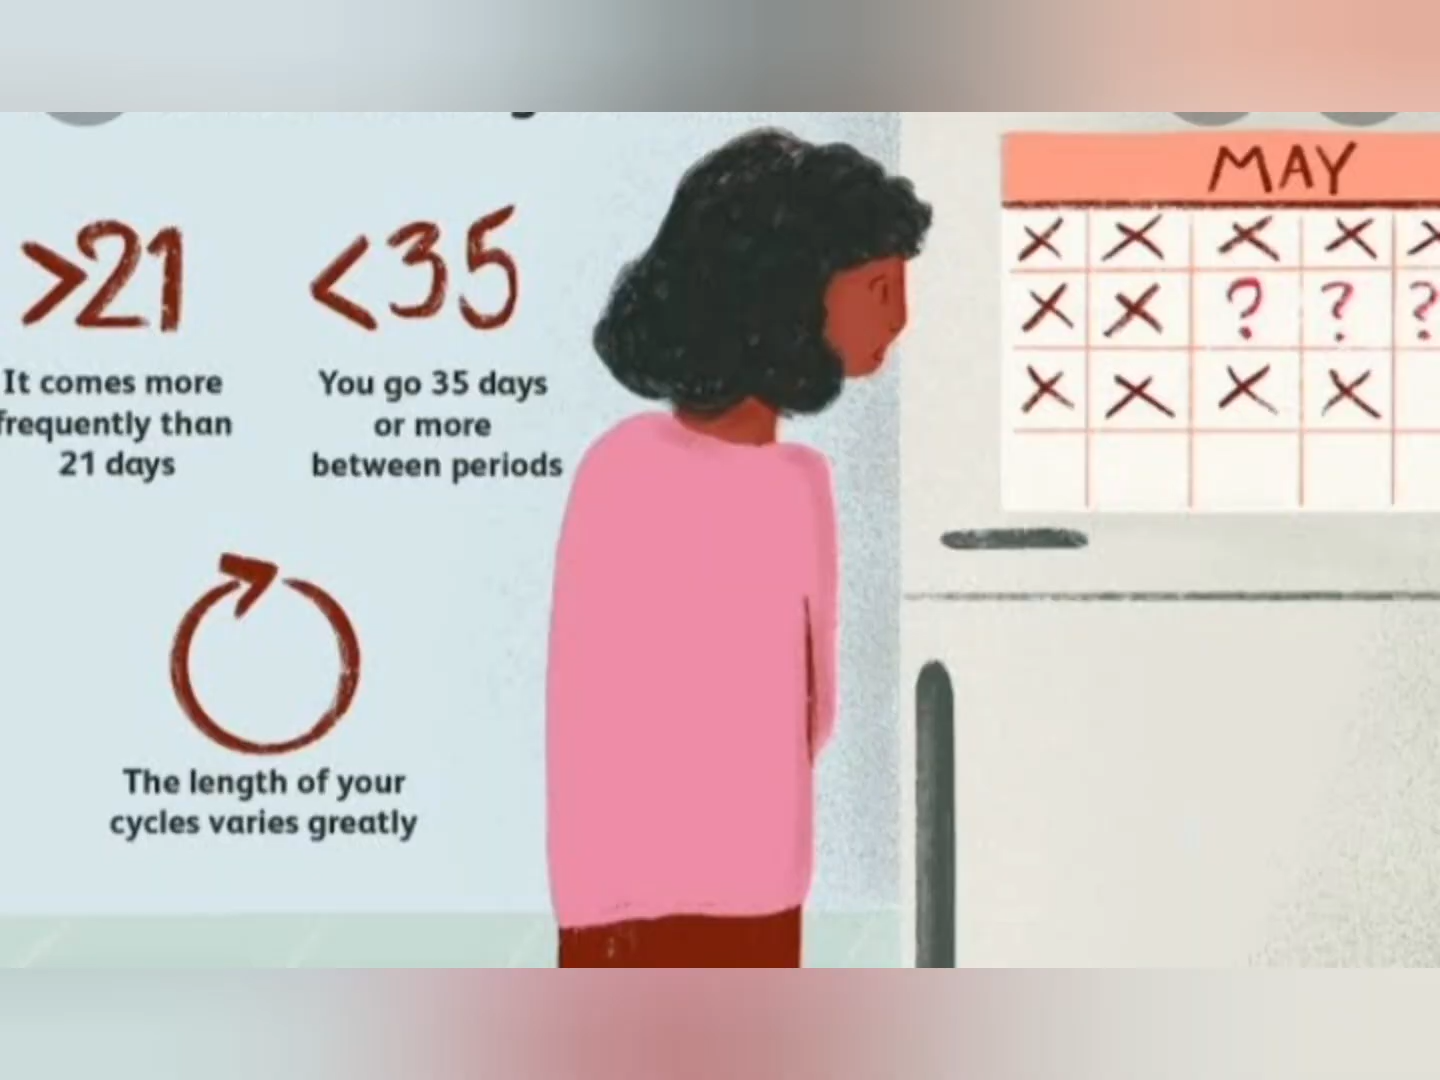 >21
It comes more
frequently than
21 days
<35
You go 35 days
or more
between periods
The length of your
cycles varies greatly
MAY
? ? ?